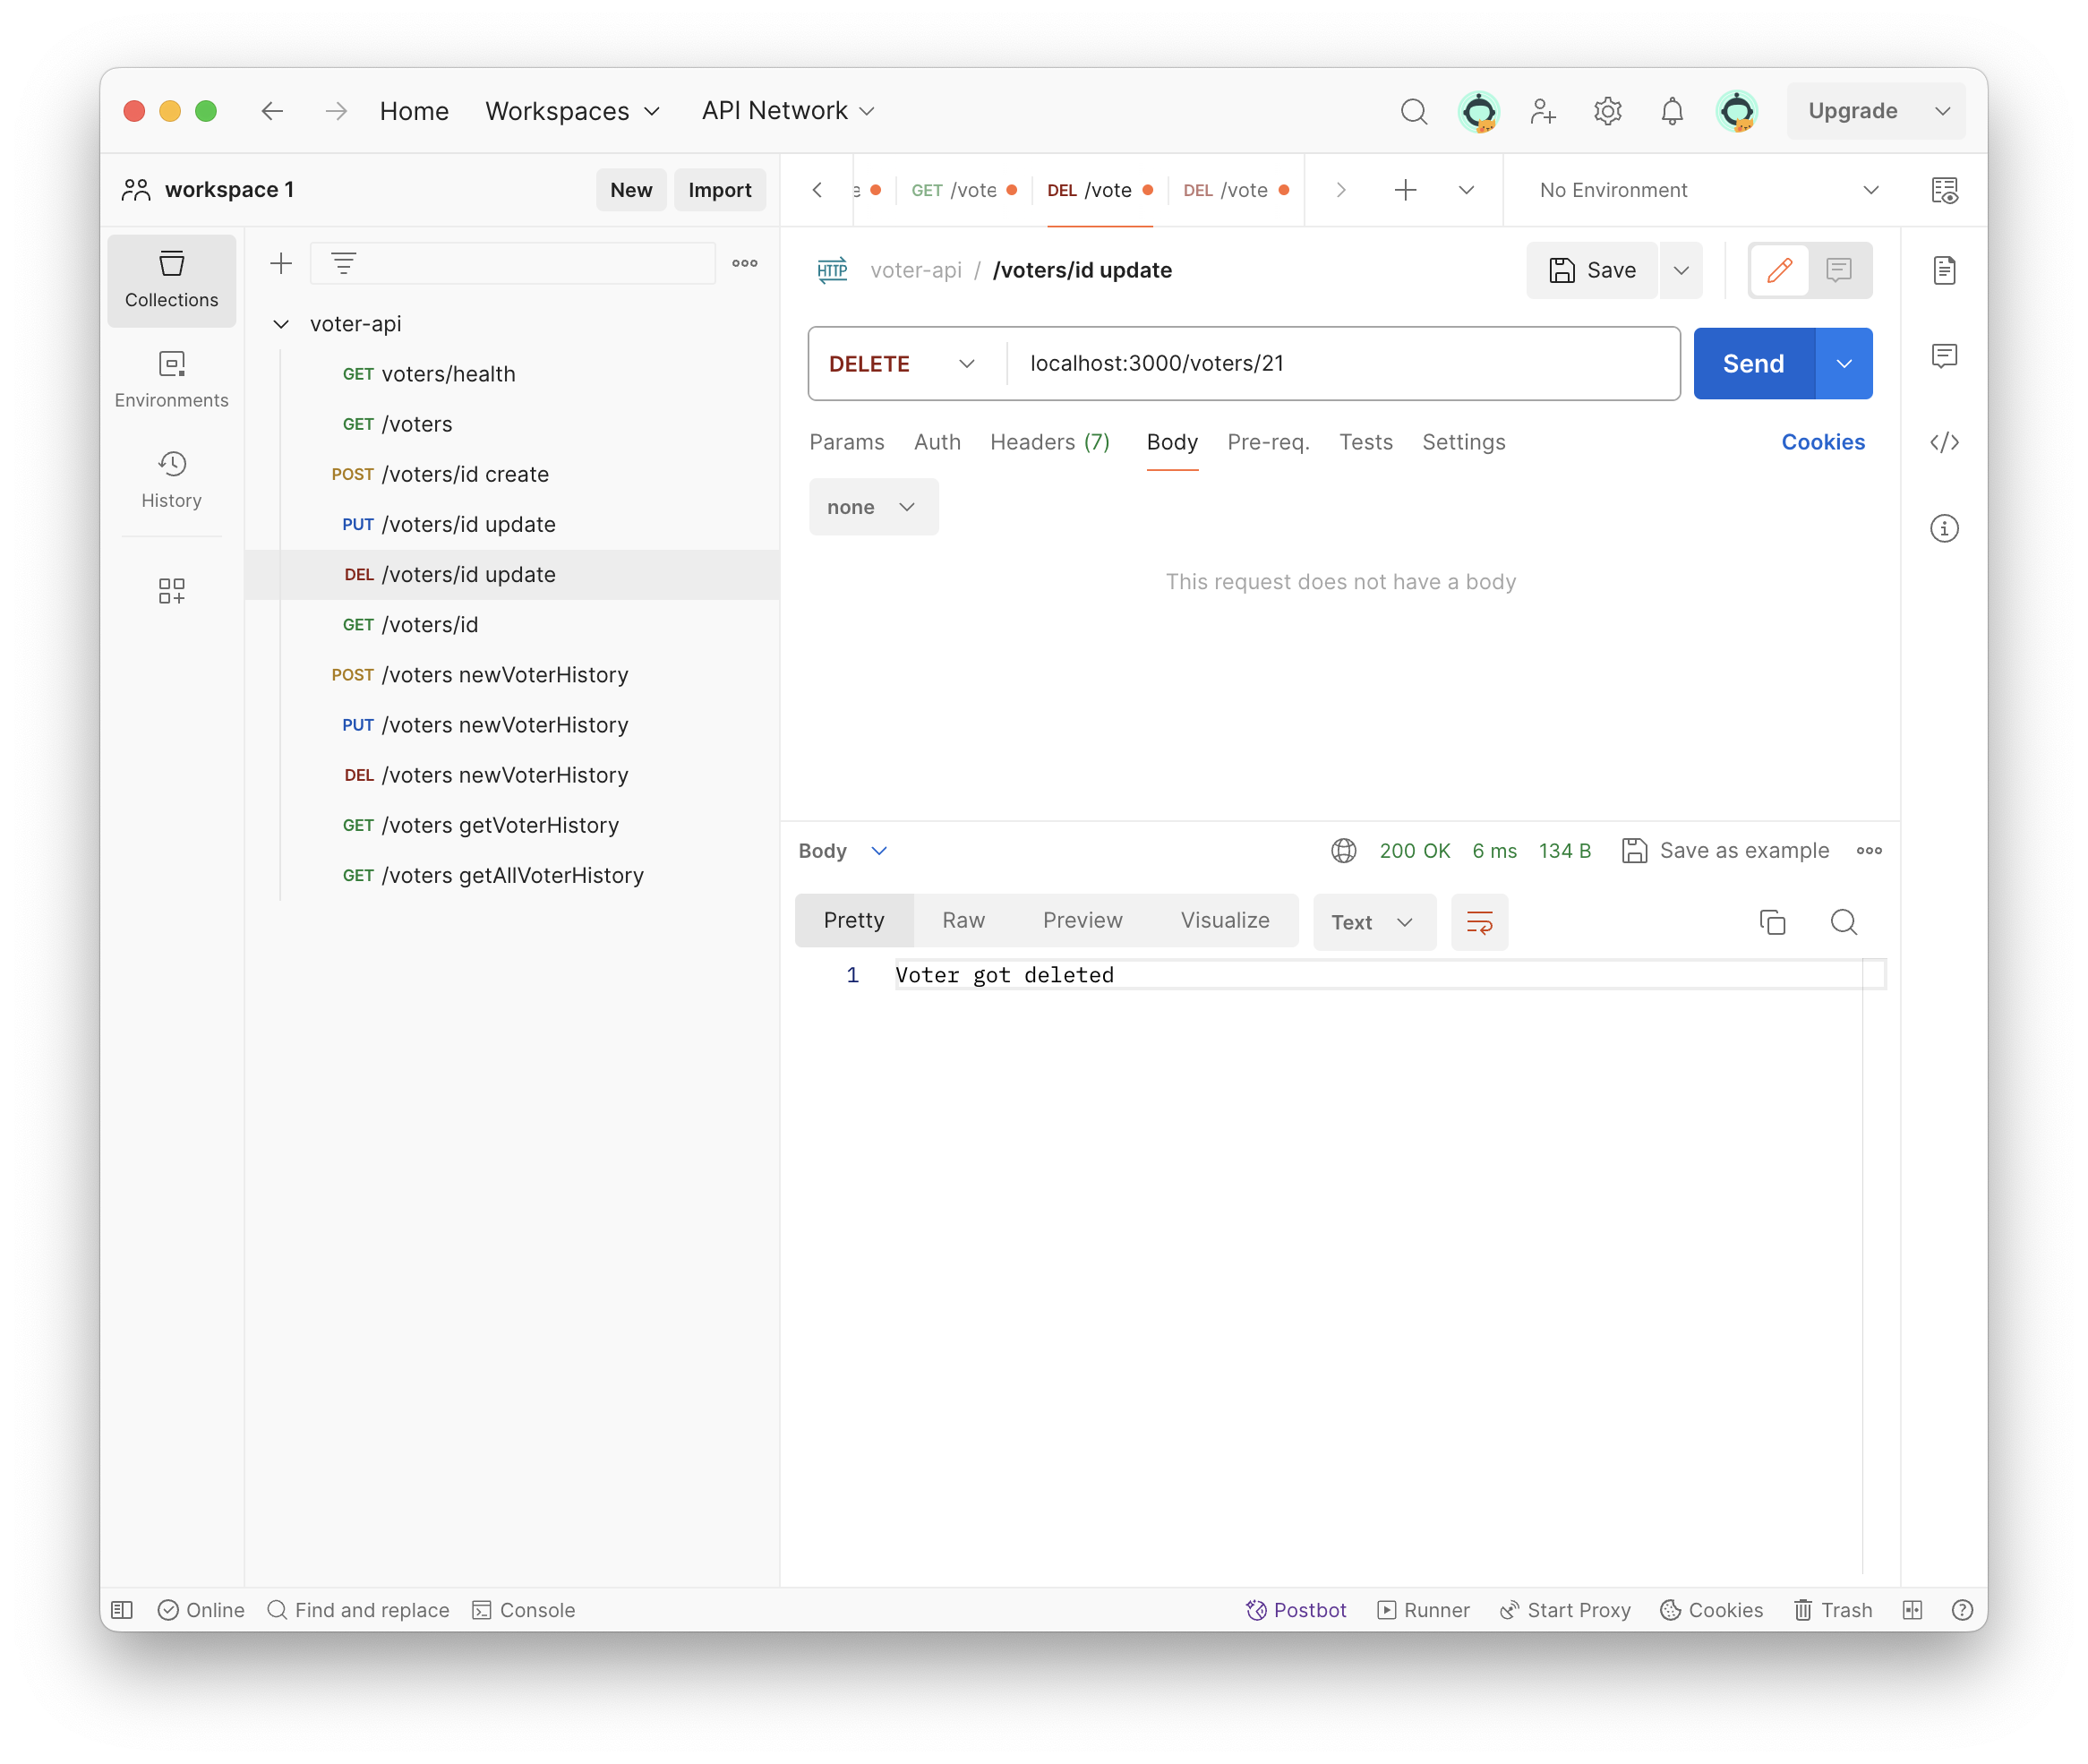 Home Workspaces API Network Upgrade
workspace 1 New Import
e GET /vote DEL /vote DEL /vote No Environment
Collections
Environments
History
voter-api
GET voters/health
GET /voters
POST /voters/id create
PUT /voters/id update
DEL /voters/id update
GET /voters/id
POST /voters newVoterHistory
PUT /voters newVoterHistory
DEL /voters newVoterHistory
GET /voters getVoterHistory
GET /voters getAllVoterHistory
HTTP voter-api / /voters/id update Save
DELETE localhost:3000/voters/21 Send
Params Auth Headers (7) Body Pre-req. Tests Settings Cookies
none
This request does not have a body
Body 200 OK 6 ms 134 B Save as example
Pretty Raw Preview Visualize Text
1 Voter got deleted
Online Find and replace Console Postbot Runner Start Proxy Cookies Trash